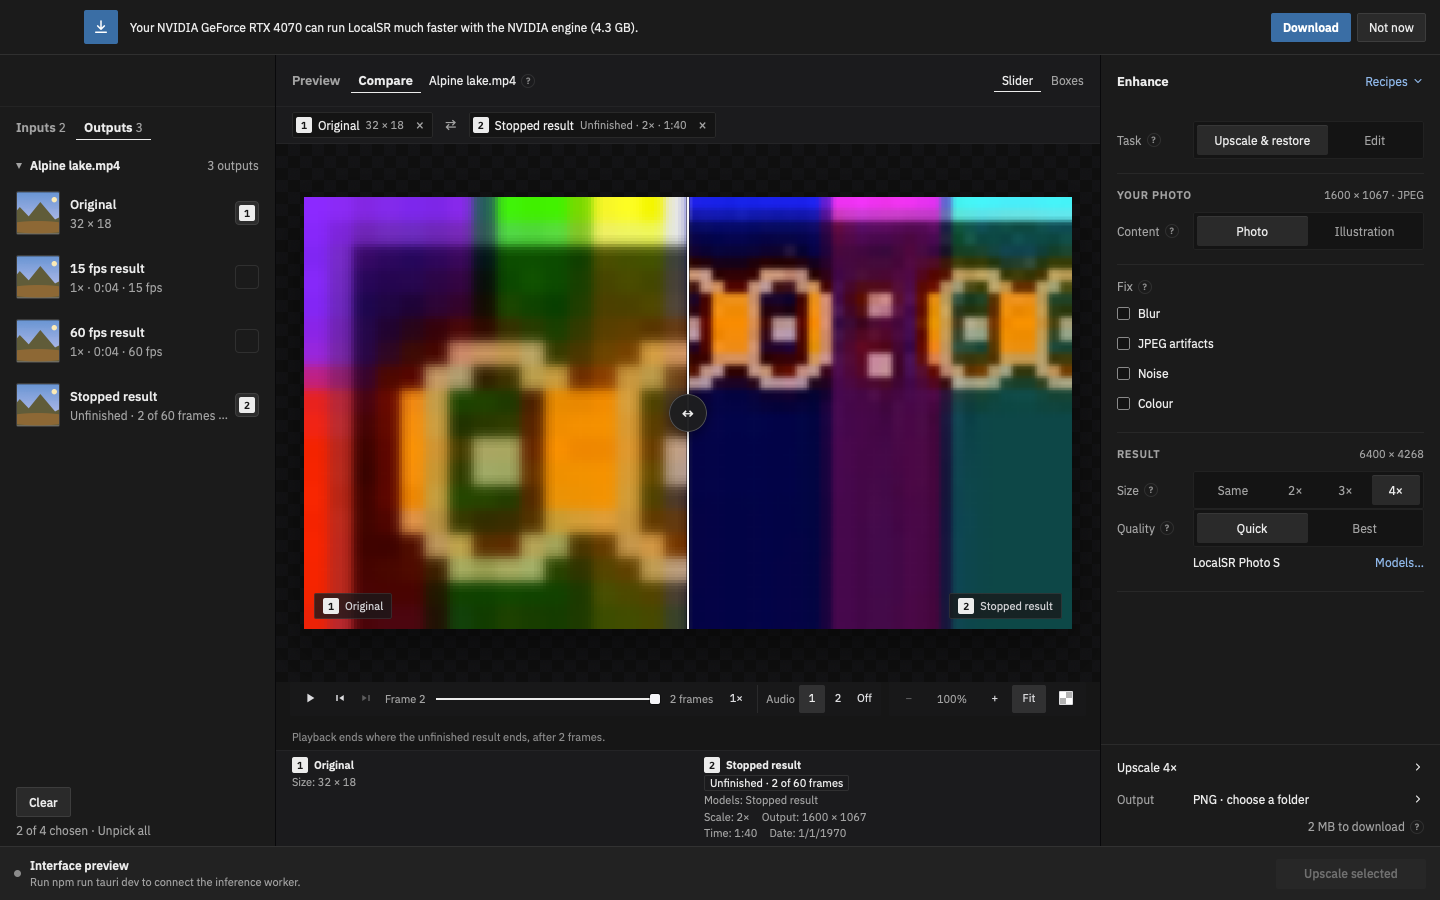 Your NVIDIA GeForce RTX 4070 can run LocalSR much faster with the NVIDIA engine (4.3 GB).
Download
Not now
Inputs 2
Outputs 3
Alpine lake.mp4
3 outputs
Original
32 × 18
1
15 fps result
1× · 0:04 · 15 fps
60 fps result
1× · 0:04 · 60 fps
Stopped result
Unfinished · 2 of 60 frames ...
2
Clear
2 of 4 chosen · Unpick all
Preview
Compare
Alpine lake.mp4 ?
Slider
Boxes
1 Original 32 × 18 ×
2 Stopped result Unfinished · 2× · 1:40 ×
1 Original
2 Stopped result
Frame 2
2 frames
1×
Audio 1 2 Off
− 100% +
Fit
Playback ends where the unfinished result ends, after 2 frames.
1 Original
Size: 32 × 18
2 Stopped result
Unfinished · 2 of 60 frames
Models: Stopped result
Scale: 2× Output: 1600 × 1067
Time: 1:40 Date: 1/1/1970
Enhance
Recipes
Task ?
Upscale & restore
Edit
YOUR PHOTO
1600 × 1067 · JPEG
Content ?
Photo
Illustration
Fix ?
Blur
JPEG artifacts
Noise
Colour
RESULT
6400 × 4268
Size ?
Same 2× 3× 4×
Quality ?
Quick
Best
LocalSR Photo S
Models...
Upscale 4×
Output PNG · choose a folder
2 MB to download ?
Interface preview
Run npm run tauri dev to connect the inference worker.
Upscale selected